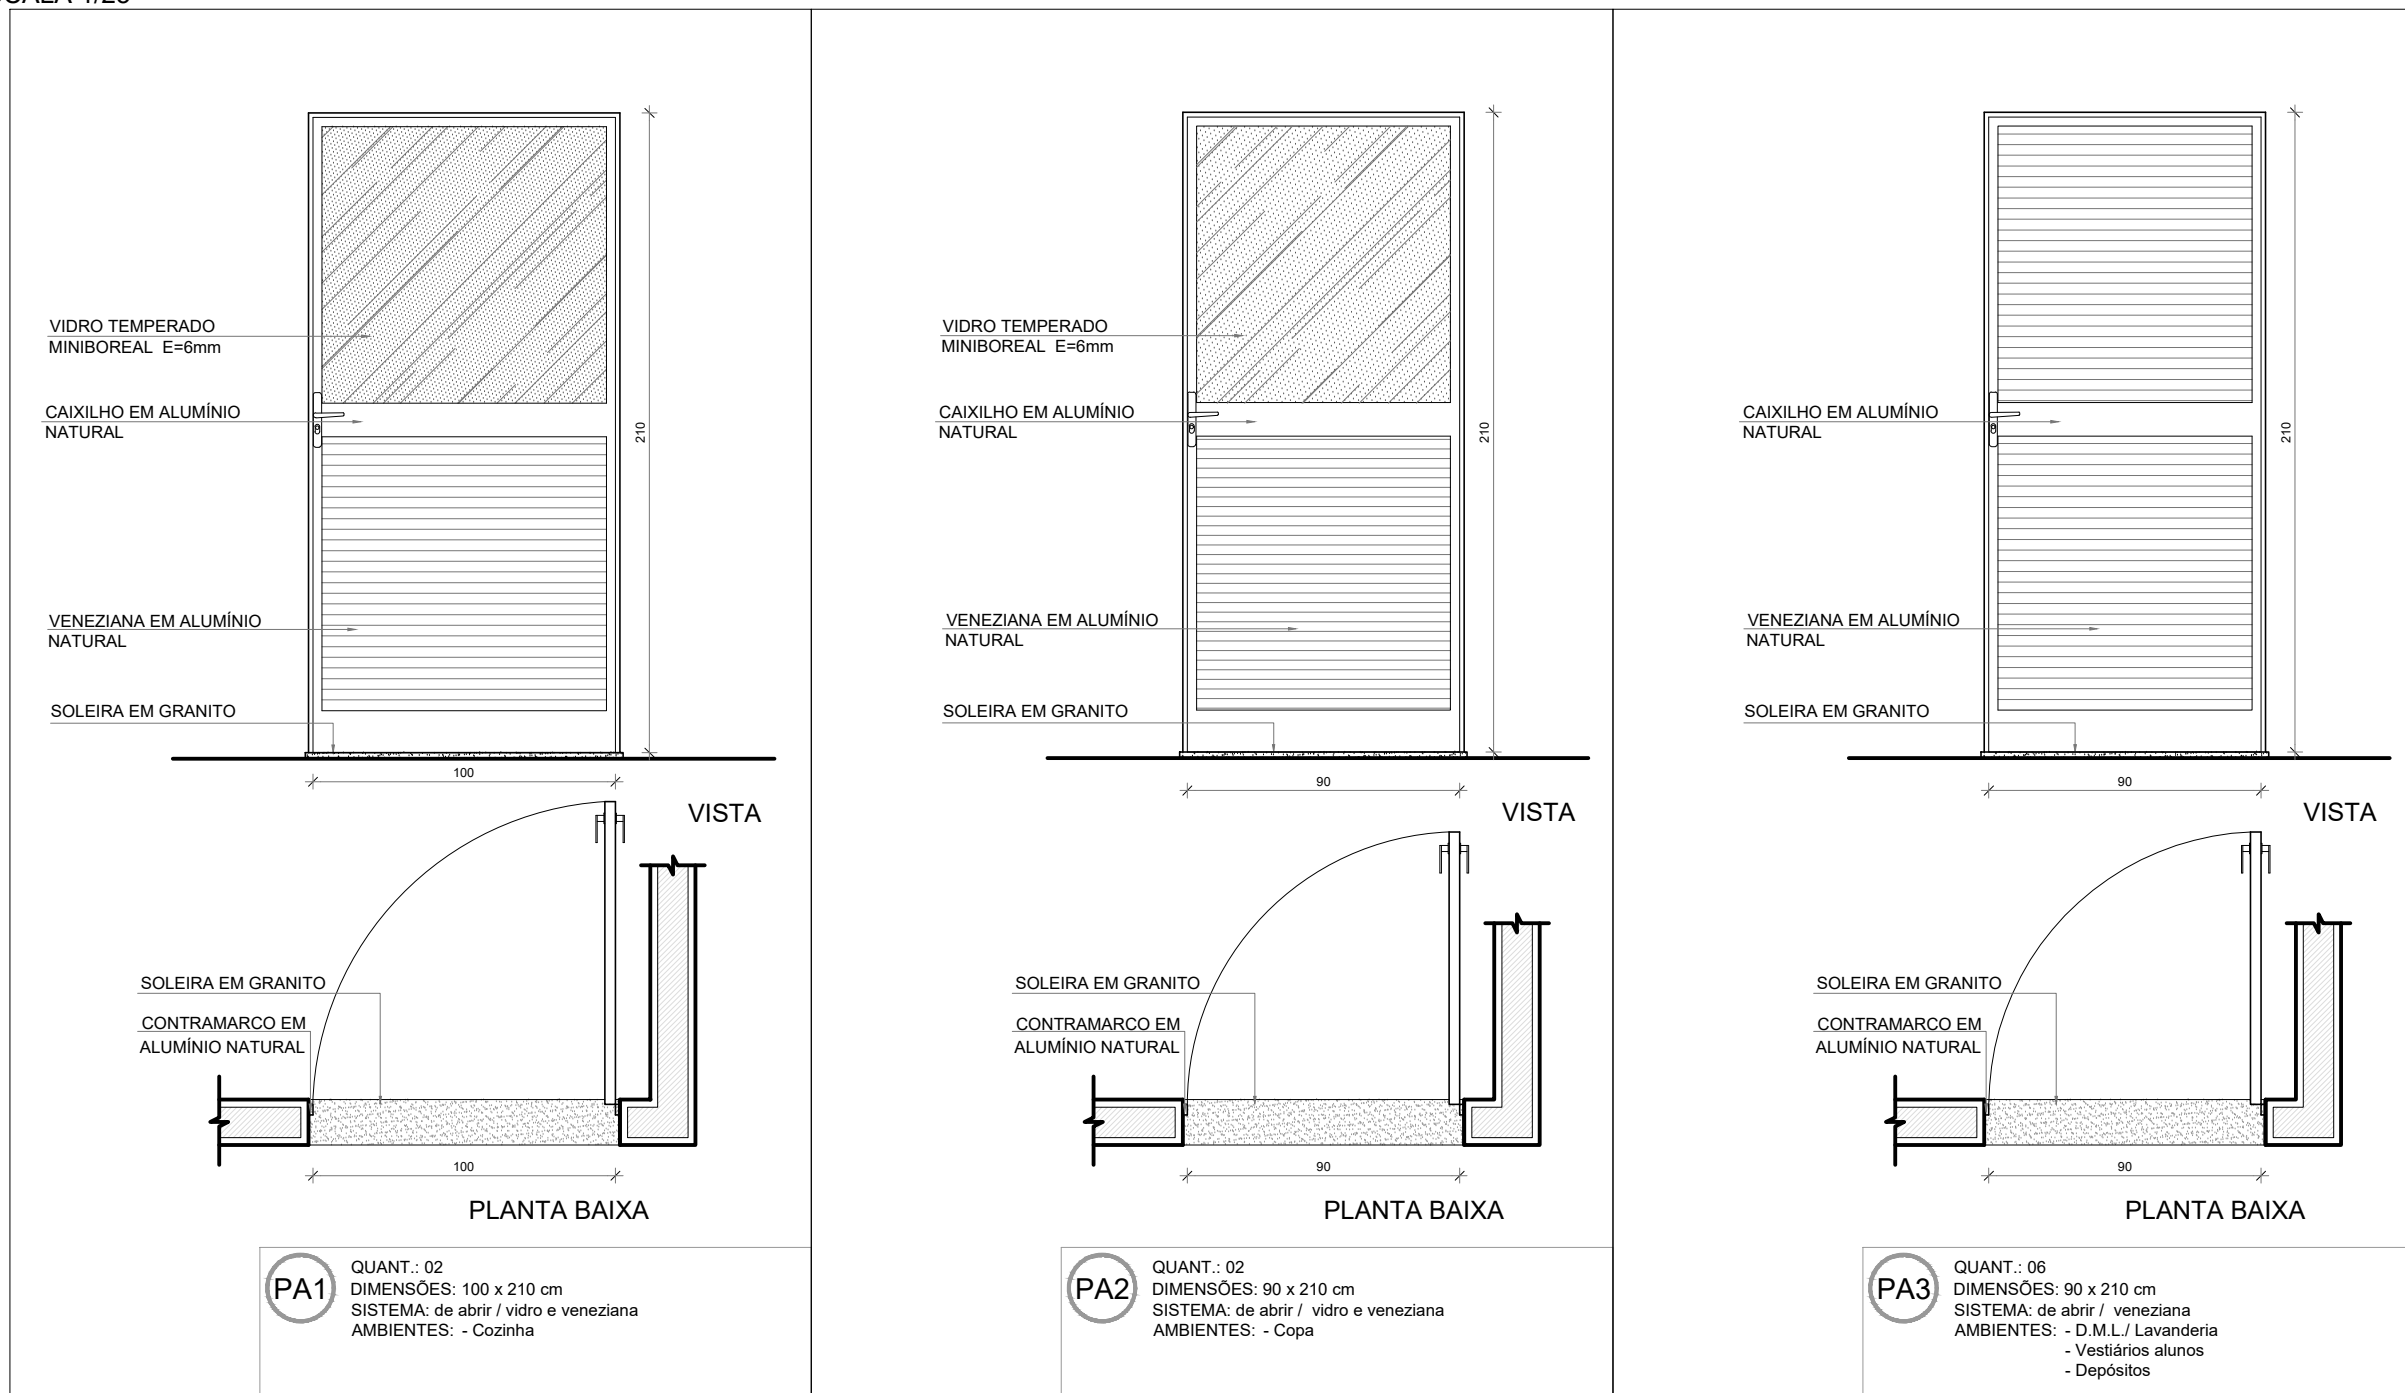 VIDRO TEMPERADO
MINIBOREAL E=6mm
CAIXILHO EM ALUMÍNIO
NATURAL
210
VENEZIANA EM ALUMÍNIO
NATURAL
SOLEIRA EM GRANITO
100
VISTA
SOLEIRA EM GRANITO
CONTRAMARCO EM
ALUMÍNIO NATURAL
100
PLANTA BAIXA
PA1
QUANT.: 02
DIMENSÕES: 100 x 210 cm
SISTEMA: de abrir / vidro e veneziana
AMBIENTES: - Cozinha
VIDRO TEMPERADO
MINIBOREAL E=6mm
CAIXILHO EM ALUMÍNIO
NATURAL
210
VENEZIANA EM ALUMÍNIO
NATURAL
SOLEIRA EM GRANITO
90
VISTA
SOLEIRA EM GRANITO
CONTRAMARCO EM
ALUMÍNIO NATURAL
90
PLANTA BAIXA
PA2
QUANT.: 02
DIMENSÕES: 90 x 210 cm
SISTEMA: de abrir / vidro e veneziana
AMBIENTES: - Copa
CAIXILHO EM ALUMÍNIO
NATURAL
210
VENEZIANA EM ALUMÍNIO
NATURAL
SOLEIRA EM GRANITO
90
VISTA
SOLEIRA EM GRANITO
CONTRAMARCO EM
ALUMÍNIO NATURAL
90
PLANTA BAIXA
PA3
QUANT.: 06
DIMENSÕES: 90 x 210 cm
SISTEMA: de abrir / veneziana
AMBIENTES: - D.M.L./ Lavanderia
- Vestiários alunos
- Depósitos